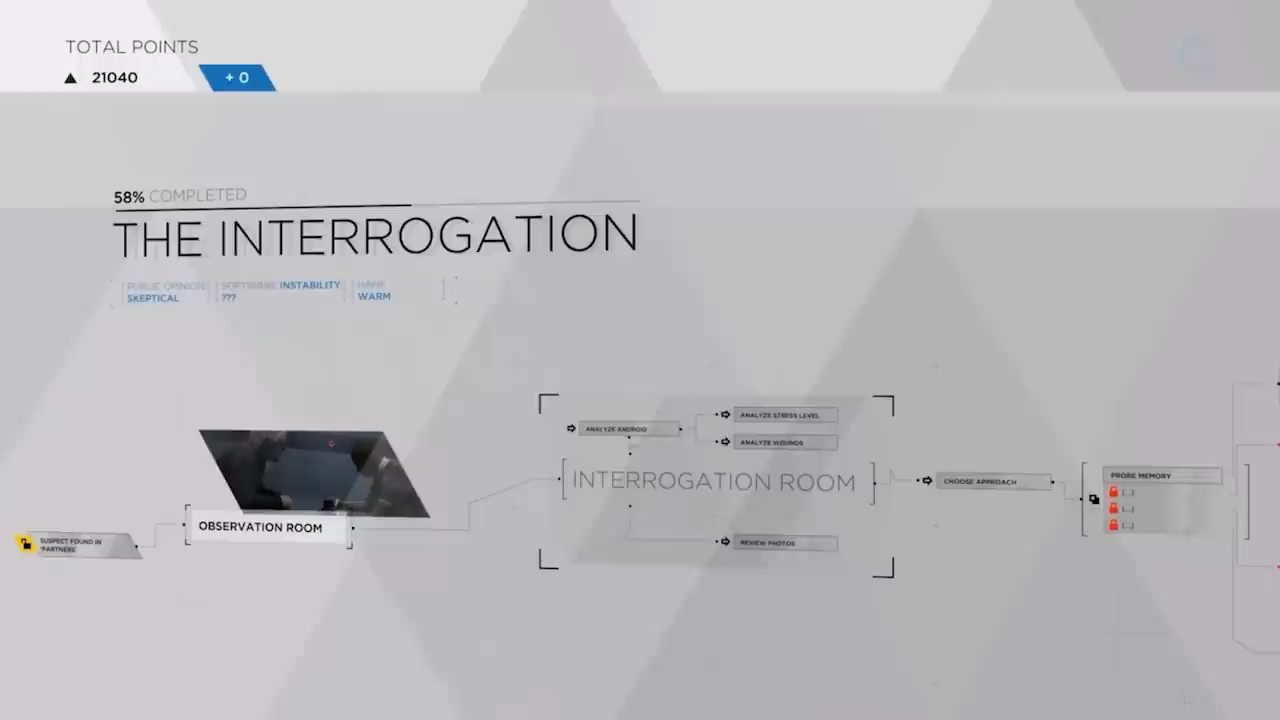 TOTAL POINTS
21040
+ 0
58% COMPLETED
THE INTERROGATION
PUBLIC OPINION
SKEPTICAL
SOFTWARE INSTABILITY
???
HANK
WARM
ANALYZE ANDROID
ANALYZE STRESS LEVEL
ANALYZE WOUNDS
INTERROGATION ROOM
REVIEW PHOTOS
CHOOSE APPROACH
PROBE MEMORY
(...)
(...)
(...)
OBSERVATION ROOM
SUSPECT FOUND IN
'PARTNERS'